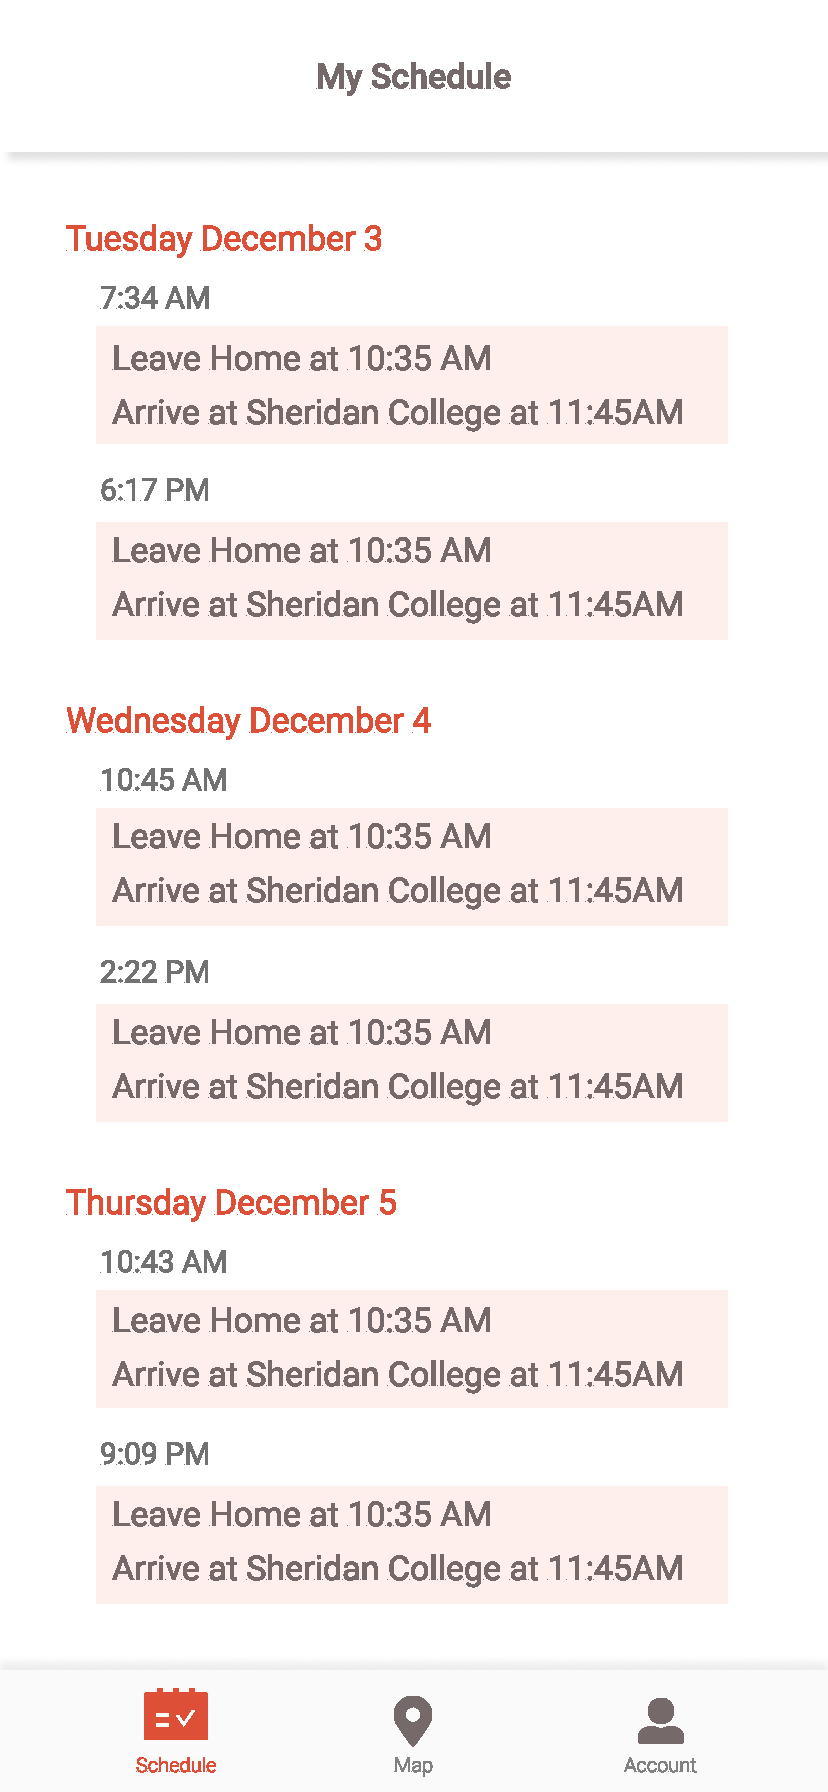 My Schedule
Tuesday December 3
7:34 AM
Leave Home at 10:35 AM
Arrive at Sheridan College at 11:45AM
6:17 PM
Leave Home at 10:35 AM
Arrive at Sheridan College at 11:45AM
Wednesday December 4
10:45 AM
Leave Home at 10:35 AM
Arrive at Sheridan College at 11:45AM
2:22 PM
Leave Home at 10:35 AM
Arrive at Sheridan College at 11:45AM
Thursday December 5
10:43 AM
Leave Home at 10:35 AM
Arrive at Sheridan College at 11:45AM
9:09 PM
Leave Home at 10:35 AM
Arrive at Sheridan College at 11:45AM
Schedule Map Account